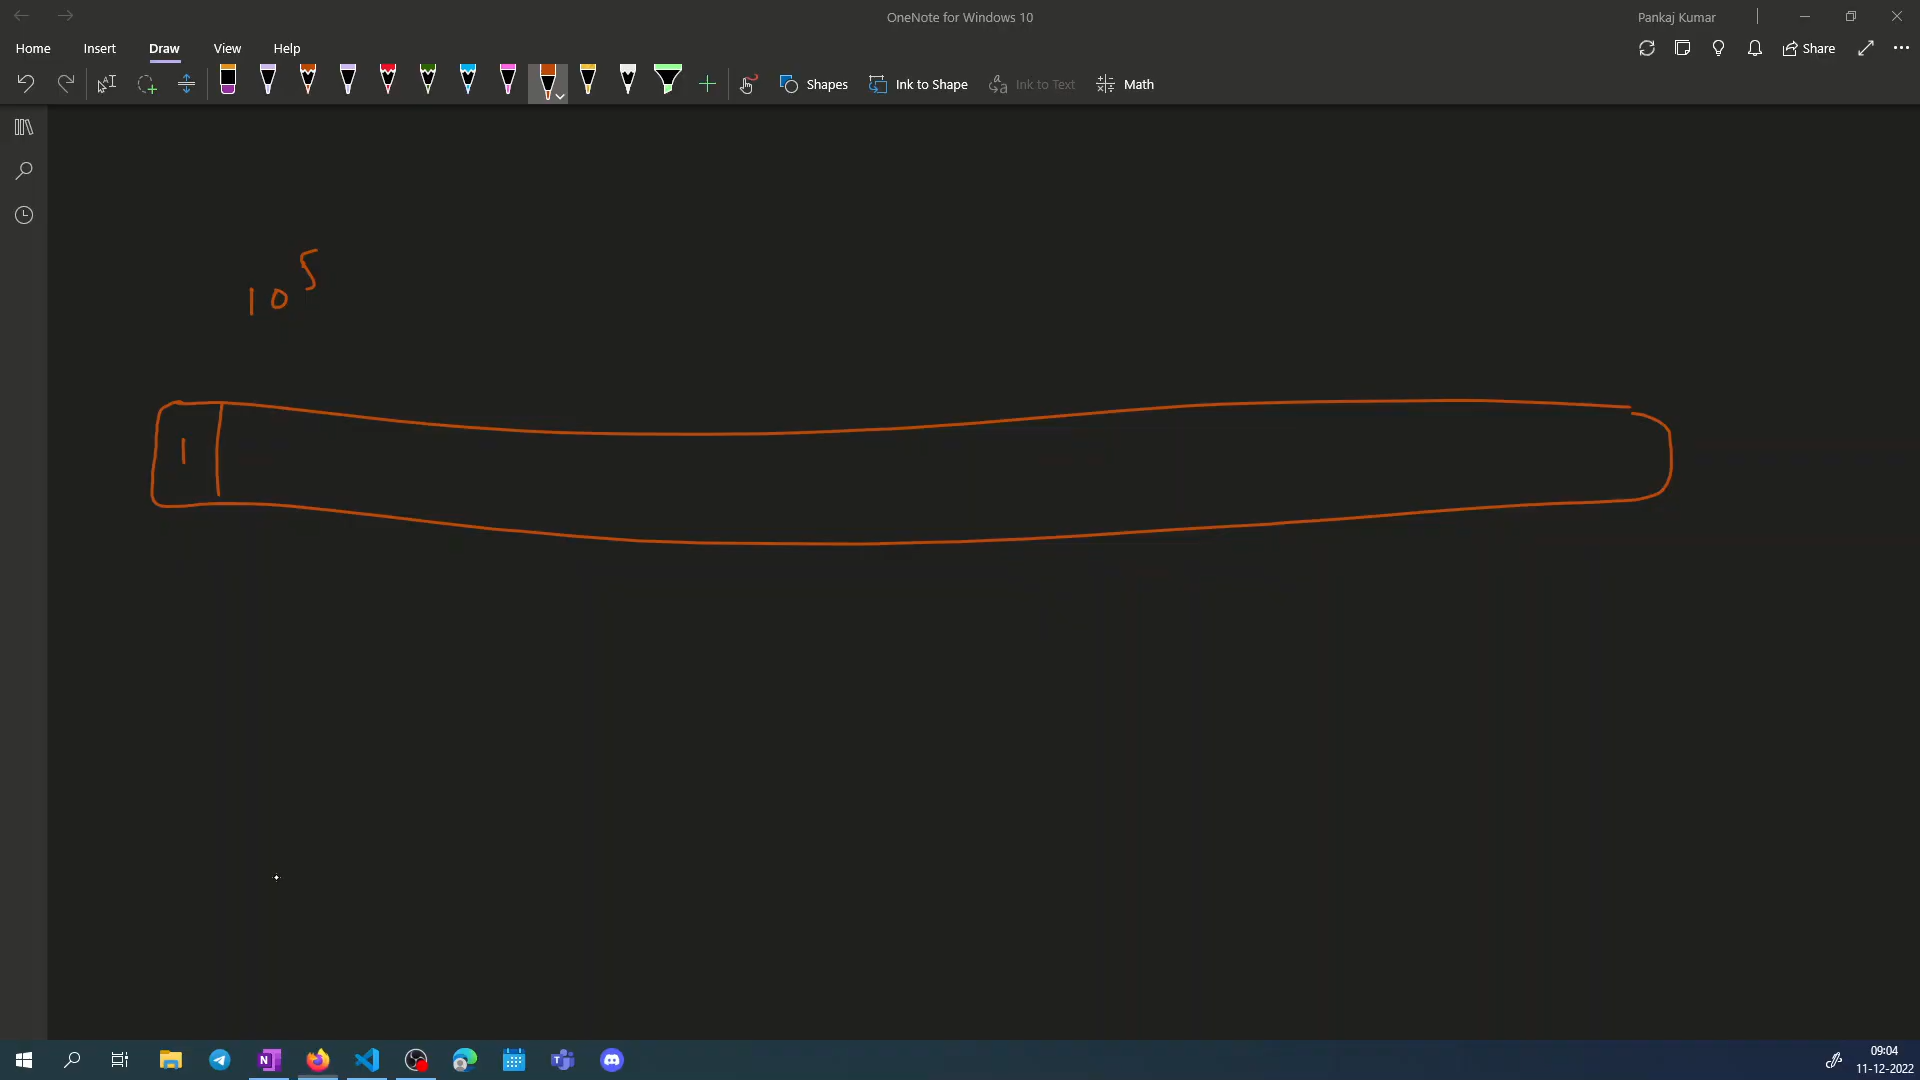 OneNote for Windows 10
Pankaj Kumar
Home Insert Draw View Help
Share
Shapes Ink to Shape Ink to Text Math
10⁵
1
09:04
11-12-2022